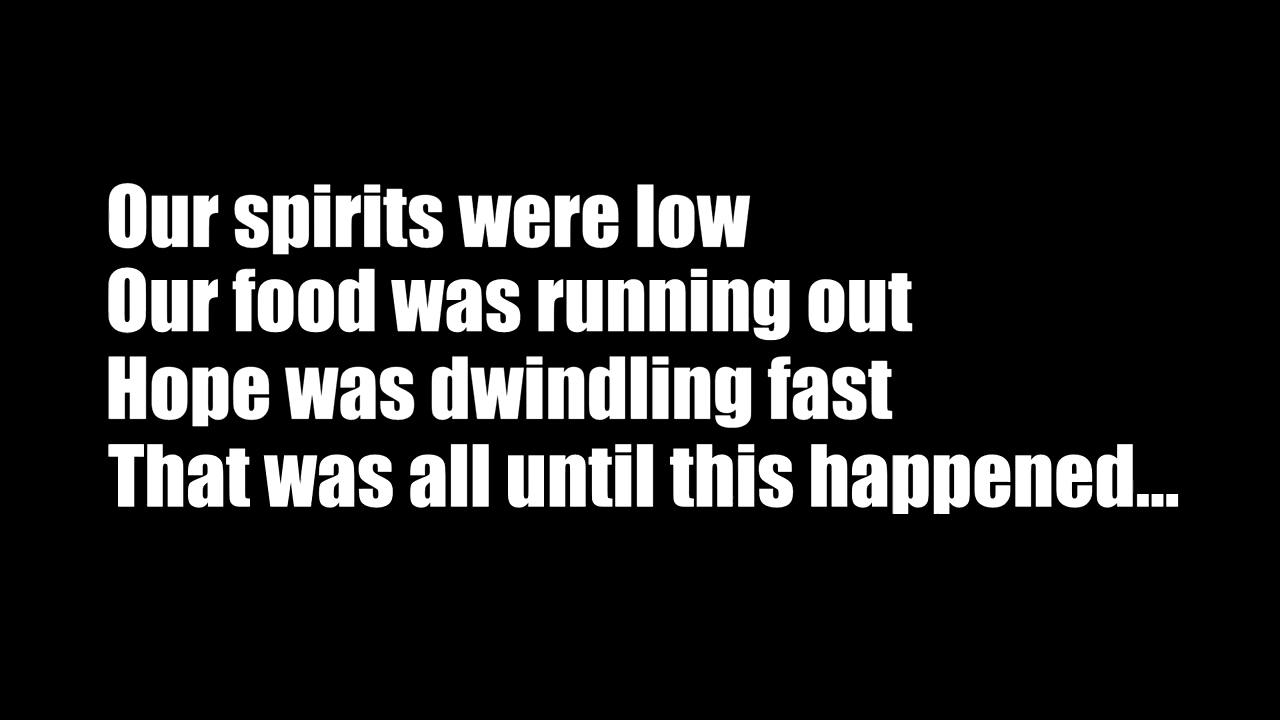 Our spirits were low
Our food was running out
Hope was dwindling fast
That was all until this happened...